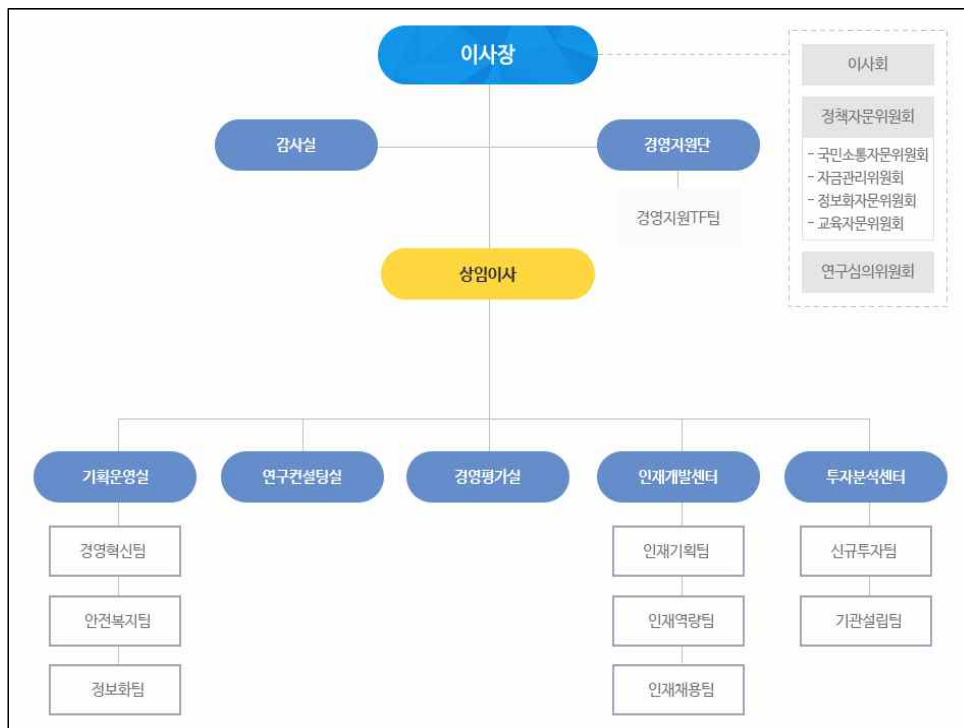 이사장
이사회
정책자문위원회
- 국민소통자문위원회
- 자금관리위원회
- 정보화자문위원회
- 교육자문위원회
연구심의위원회
감사실
경영지원단
경영지원TF팀
상임이사
기획운영실
연구컨설팅실
경영평가실
인재개발센터
투자분석센터
경영혁신팀
인재기획팀
신규투자팀
안전복지팀
인재역량팀
기관설립팀
정보화팀
인재채용팀